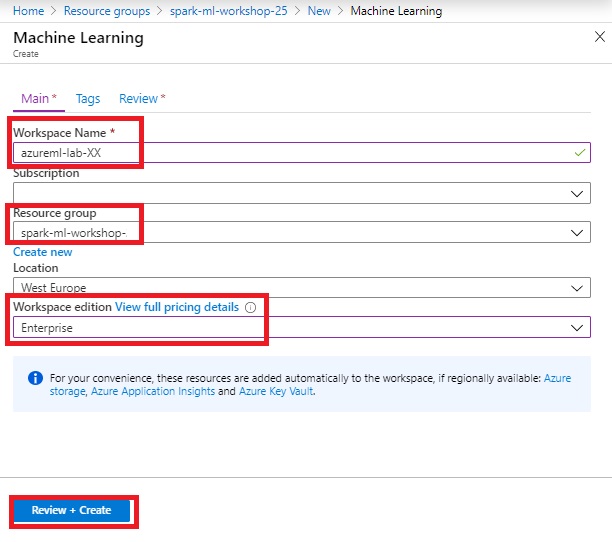 Home > Resource groups > spark-ml-workshop-25 > New > Machine Learning
Machine Learning
Create
Main * Tags Review *
Workspace Name *
azureml-lab-XX
Subscription
Resource group
spark-ml-workshop-
Create new
Location
West Europe
Workspace edition View full pricing details
Enterprise
For your convenience, these resources are added automatically to the workspace, if regionally available: Azure
storage, Azure Application Insights and Azure Key Vault.
Review + Create